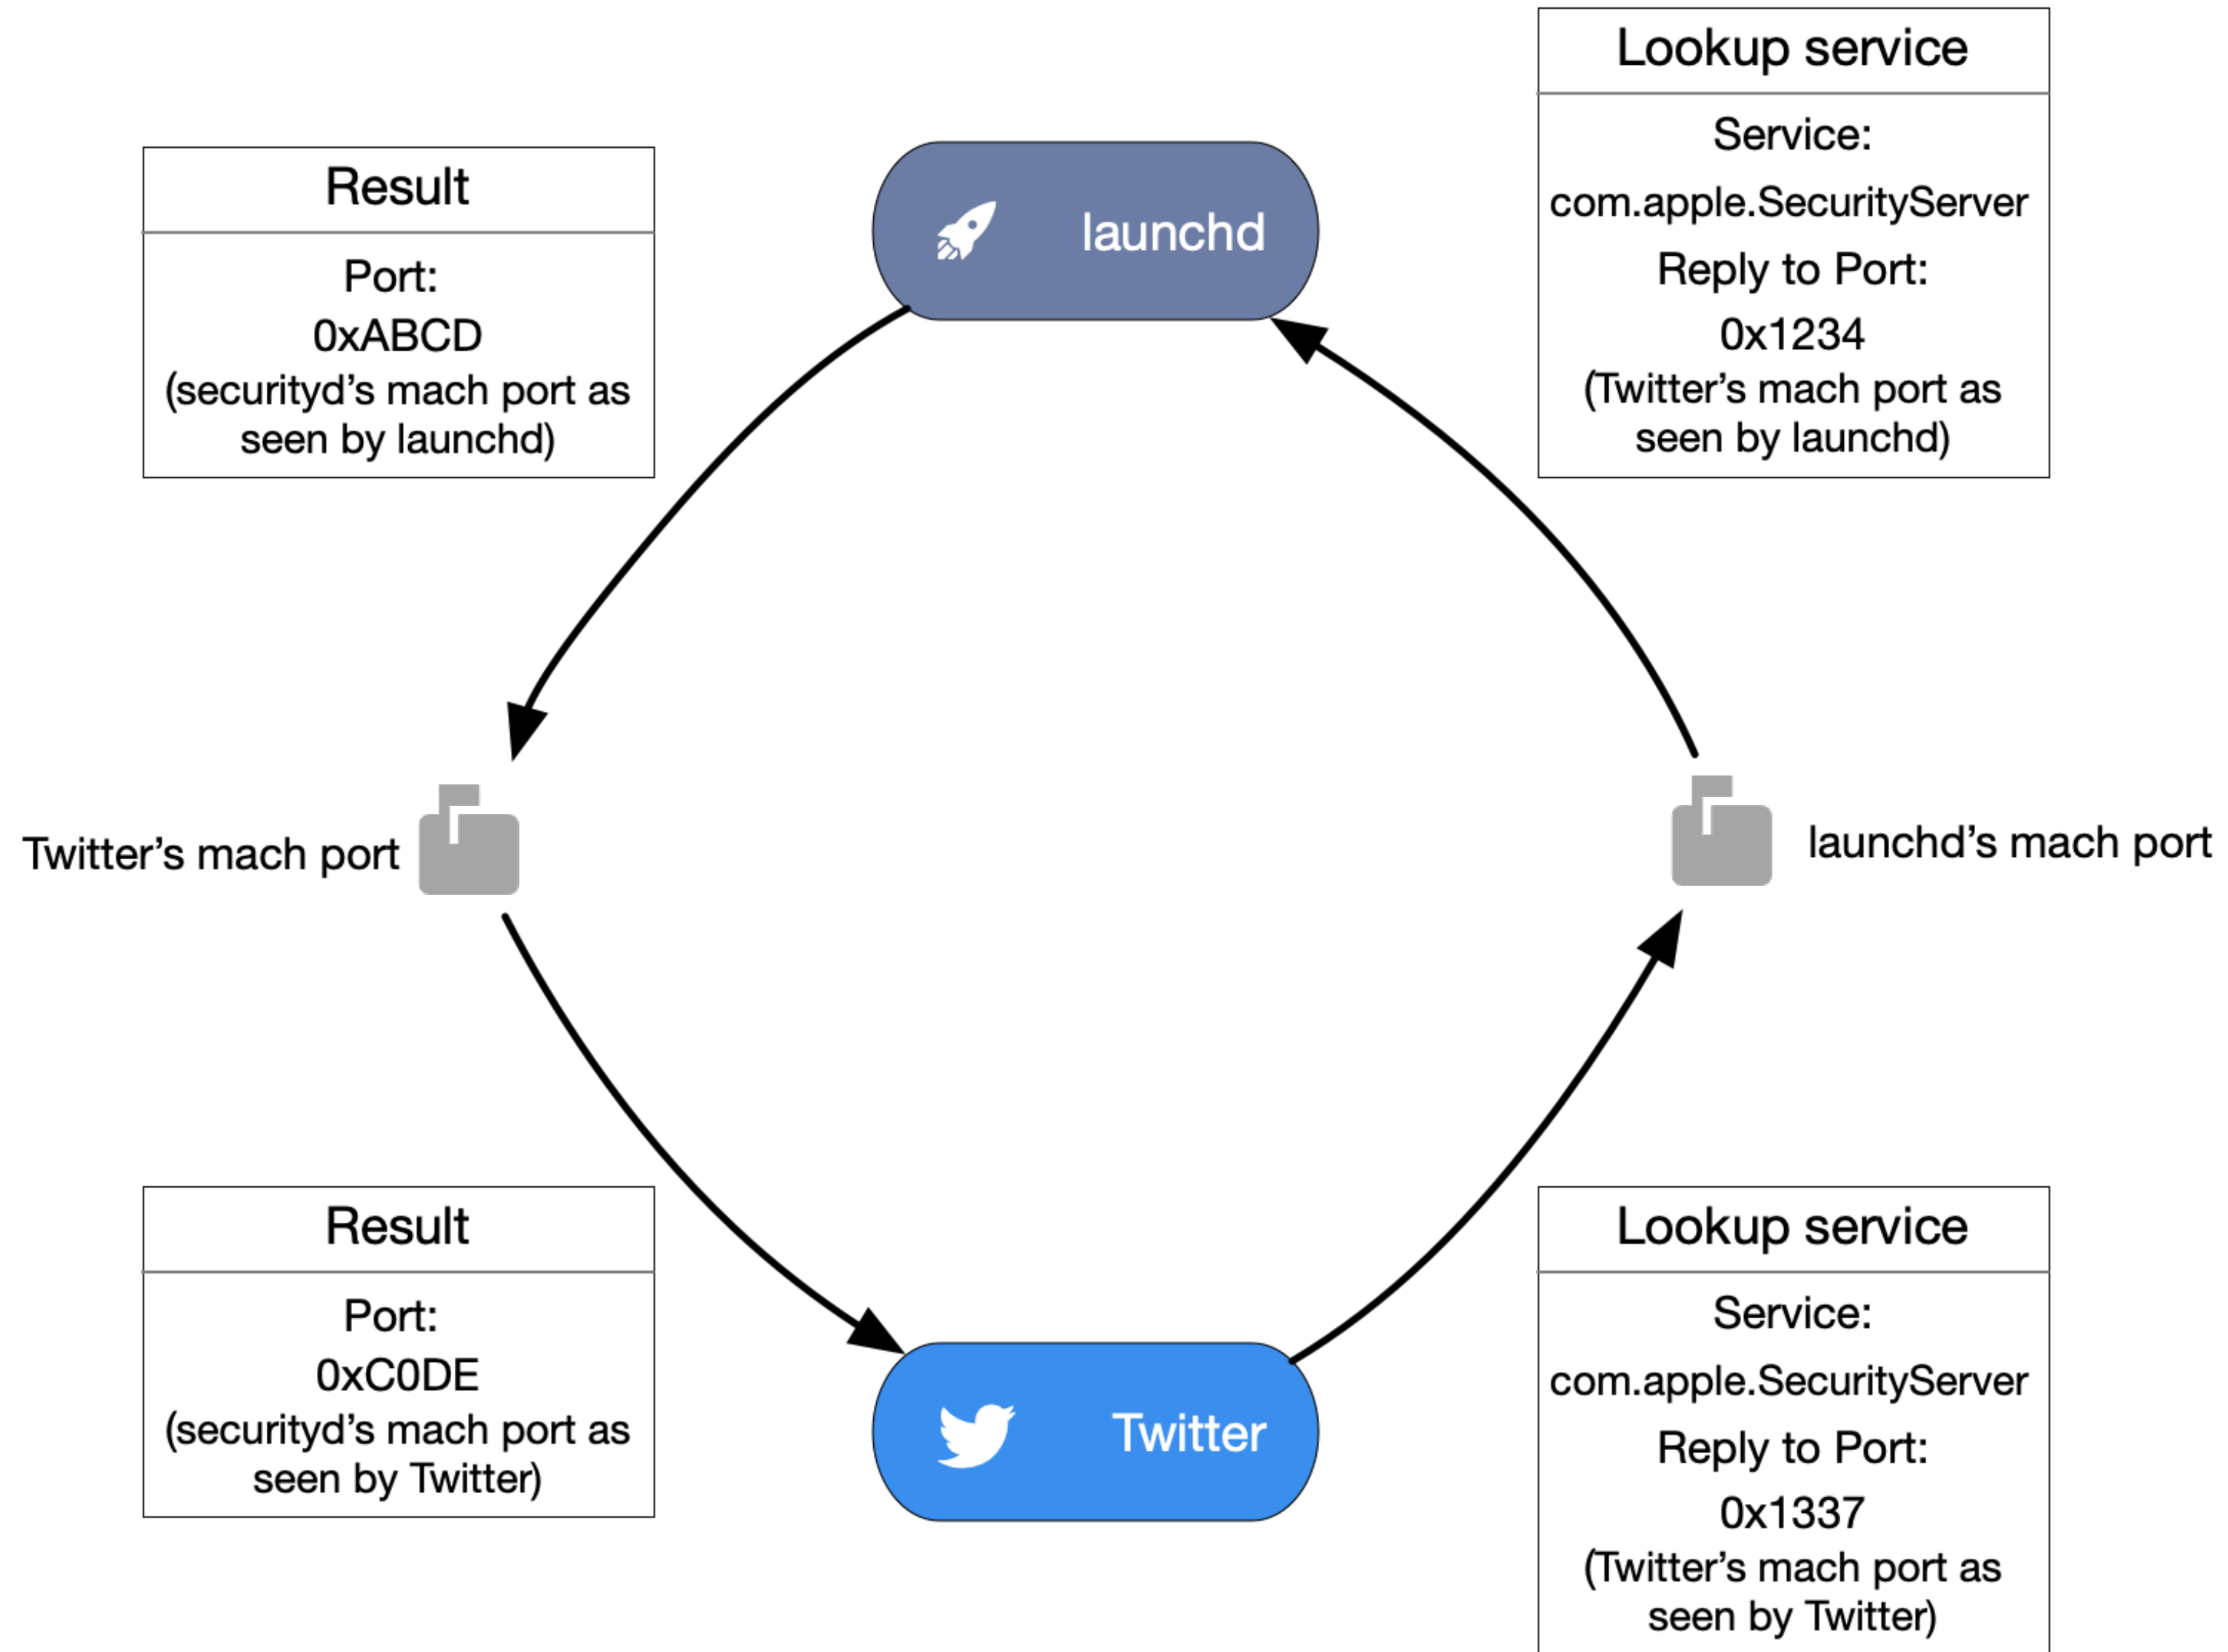 Lookup service
Service:
com.apple.SecurityServer
Reply to Port:
0x1234
(Twitter’s mach port as
seen by launchd)
Result
Port:
0xABCD
(securityd’s mach port as
seen by launchd)
launchd
Twitter’s mach port
launchd’s mach port
Result
Port:
0xC0DE
(securityd’s mach port as
seen by Twitter)
Twitter
Lookup service
Service:
com.apple.SecurityServer
Reply to Port:
0x1337
(Twitter’s mach port as
seen by Twitter)